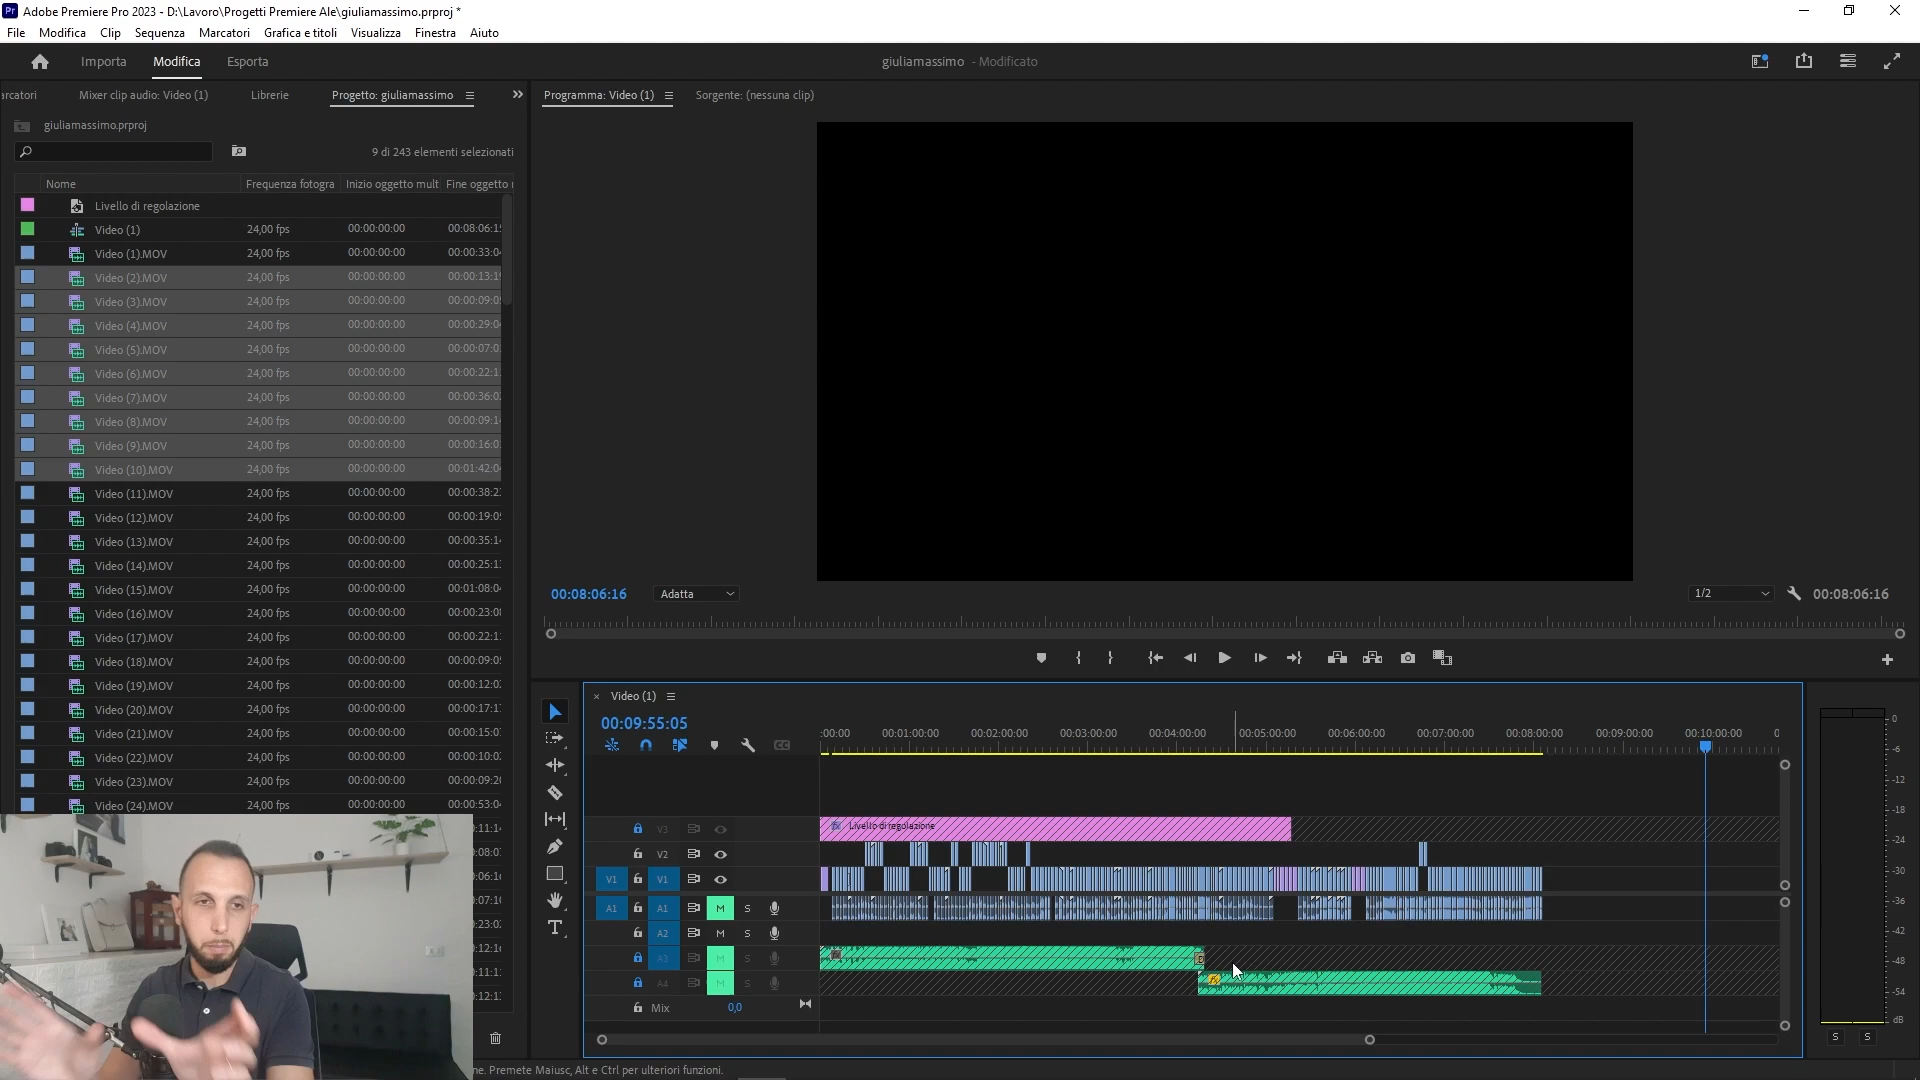 Adobe Premiere Pro 2023 - D:\Lavoro\Progetti Premiere Ale\giuliamassimo.prproj *
File Modifica Clip Sequenza Marcatori Grafica e titoli Visualizza Finestra Aiuto
Importa Modifica Esporta
giuliamassimo - Modificato
arcatori Mixer clip audio: Video (1) Librerie Progetto: giuliamassimo
Programma: Video (1) Sorgente: (nessuna clip)
giuliamassimo.prproj
9 di 243 elementi selezionati
Nome Frequenza fotogra Inizio oggetto mult Fine oggetto
Livello di regolazione
Video (1) 24,00 fps 00:00:00:00 00:08:06:1
Video (1).MOV 24,00 fps 00:00:00:00 00:00:33:0
Video (2).MOV 24,00 fps 00:00:00:00 00:00:13:1
Video (3).MOV 24,00 fps 00:00:00:00 00:00:09:0
Video (4).MOV 24,00 fps 00:00:00:00 00:00:29:0
Video (5).MOV 24,00 fps 00:00:00:00 00:00:07:0
Video (6).MOV 24,00 fps 00:00:00:00 00:00:22:1
Video (7).MOV 24,00 fps 00:00:00:00 00:00:36:0
Video (8).MOV 24,00 fps 00:00:00:00 00:00:09:1
Video (9).MOV 24,00 fps 00:00:00:00 00:00:16:0
Video (10).MOV 24,00 fps 00:00:00:00 00:01:42:0
Video (11).MOV 24,00 fps 00:00:00:00 00:00:38:2
Video (12).MOV 24,00 fps 00:00:00:00 00:00:19:0
Video (13).MOV 24,00 fps 00:00:00:00 00:00:35:1
Video (14).MOV 24,00 fps 00:00:00:00 00:00:25:1
Video (15).MOV 24,00 fps 00:00:00:00 00:01:08:0
Video (16).MOV 24,00 fps 00:00:00:00 00:00:23:0
Video (17).MOV 24,00 fps 00:00:00:00 00:00:22:1
Video (18).MOV 24,00 fps 00:00:00:00 00:00:09:0
Video (19).MOV 24,00 fps 00:00:00:00 00:00:12:0
Video (20).MOV 24,00 fps 00:00:00:00 00:00:17:1
Video (21).MOV 24,00 fps 00:00:00:00 00:00:15:0
Video (22).MOV 24,00 fps 00:00:00:00 00:00:10:0
Video (23).MOV 24,00 fps 00:00:00:00 00:00:09:2
Video (24).MOV 24,00 fps 00:00:00:00 00:00:53:0
:11:14
:08:0
:06:1
:07:1
:23:0
:12:1
:11:1
:12:1
00:08:06:16 Adatta 1/2 00:08:06:16
Video (1)
00:09:55:05
:00:00 00:01:00:00 00:02:00:00 00:03:00:00 00:04:00:00 00:05:00:00 00:06:00:00 00:07:00:00 00:08:00:00 00:09:00:00 00:10:00:00 0
V3 fx Livello di regolazione
V2
V1 V1
A1 A1 M S
A2 M S
A3 M S fx
A4 M S fx
Mix 0,0
0
-6
-12
-18
-24
-30
-36
-42
-48
-54
dB
S S
ne. Premete Maiusc, Alt e Ctrl per ulteriori funzioni.